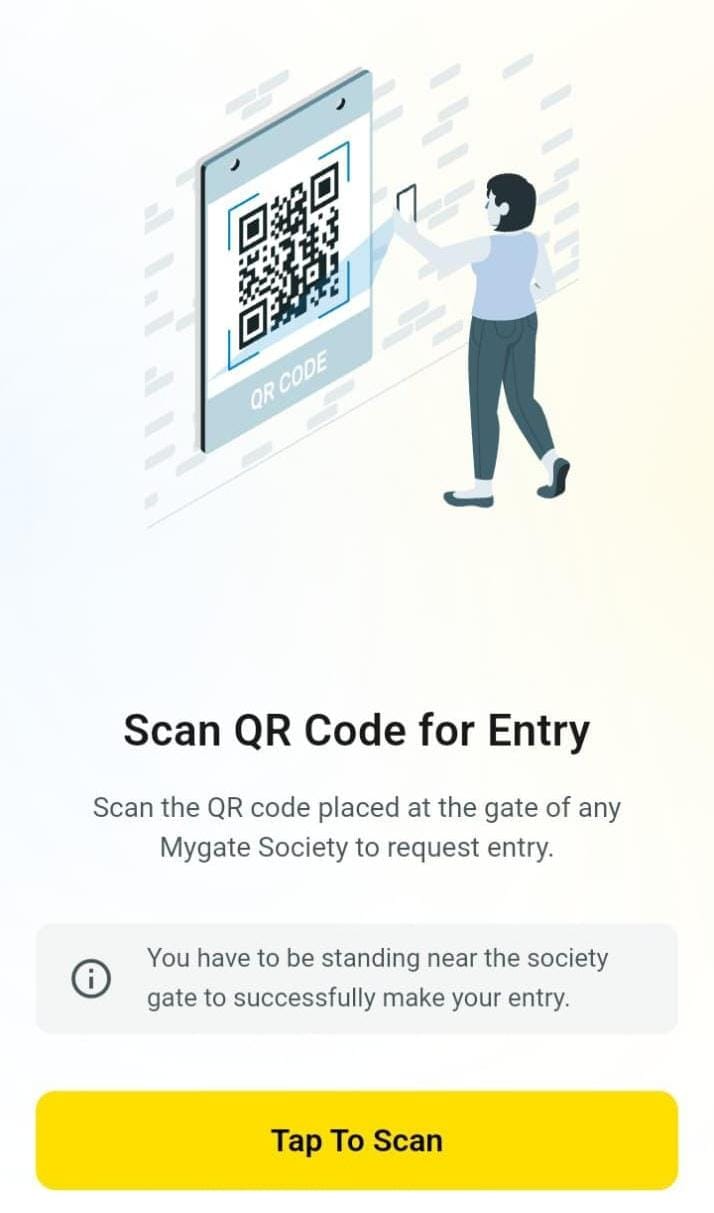 QR CODE
Scan QR Code for Entry
Scan the QR code placed at the gate of any
Mygate Society to request entry.
You have to be standing near the society
gate to successfully make your entry.
Tap To Scan